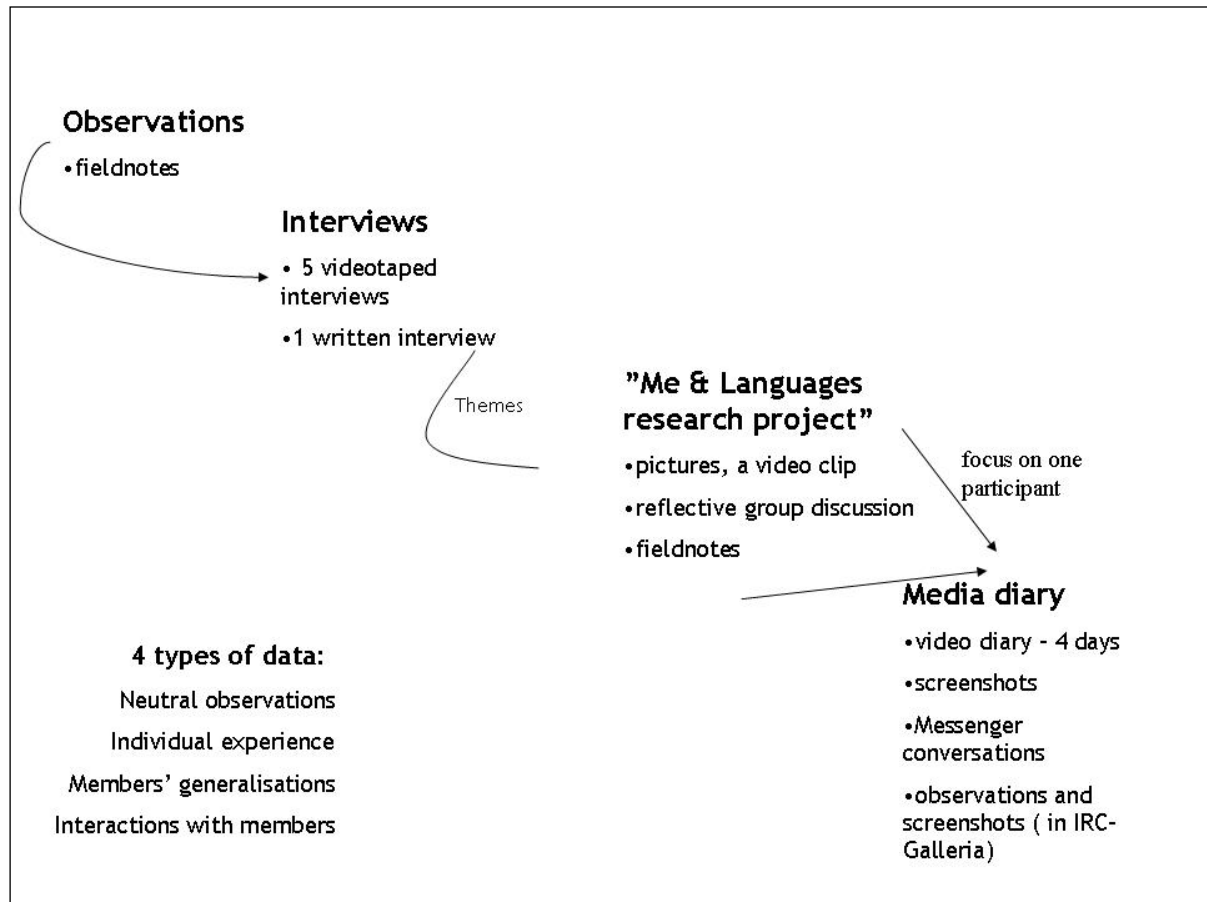 Observations
•fieldnotes
Interviews
• 5 videotaped
interviews
•1 written interview
Themes
”Me & Languages
research project”
•pictures, a video clip
•reflective group discussion
•fieldnotes
focus on one
participant
Media diary
•video diary - 4 days
•screenshots
•Messenger
conversations
•observations and
screenshots ( in IRC-
Galleria)
4 types of data:
Neutral observations
Individual experience
Members’ generalisations
Interactions with members